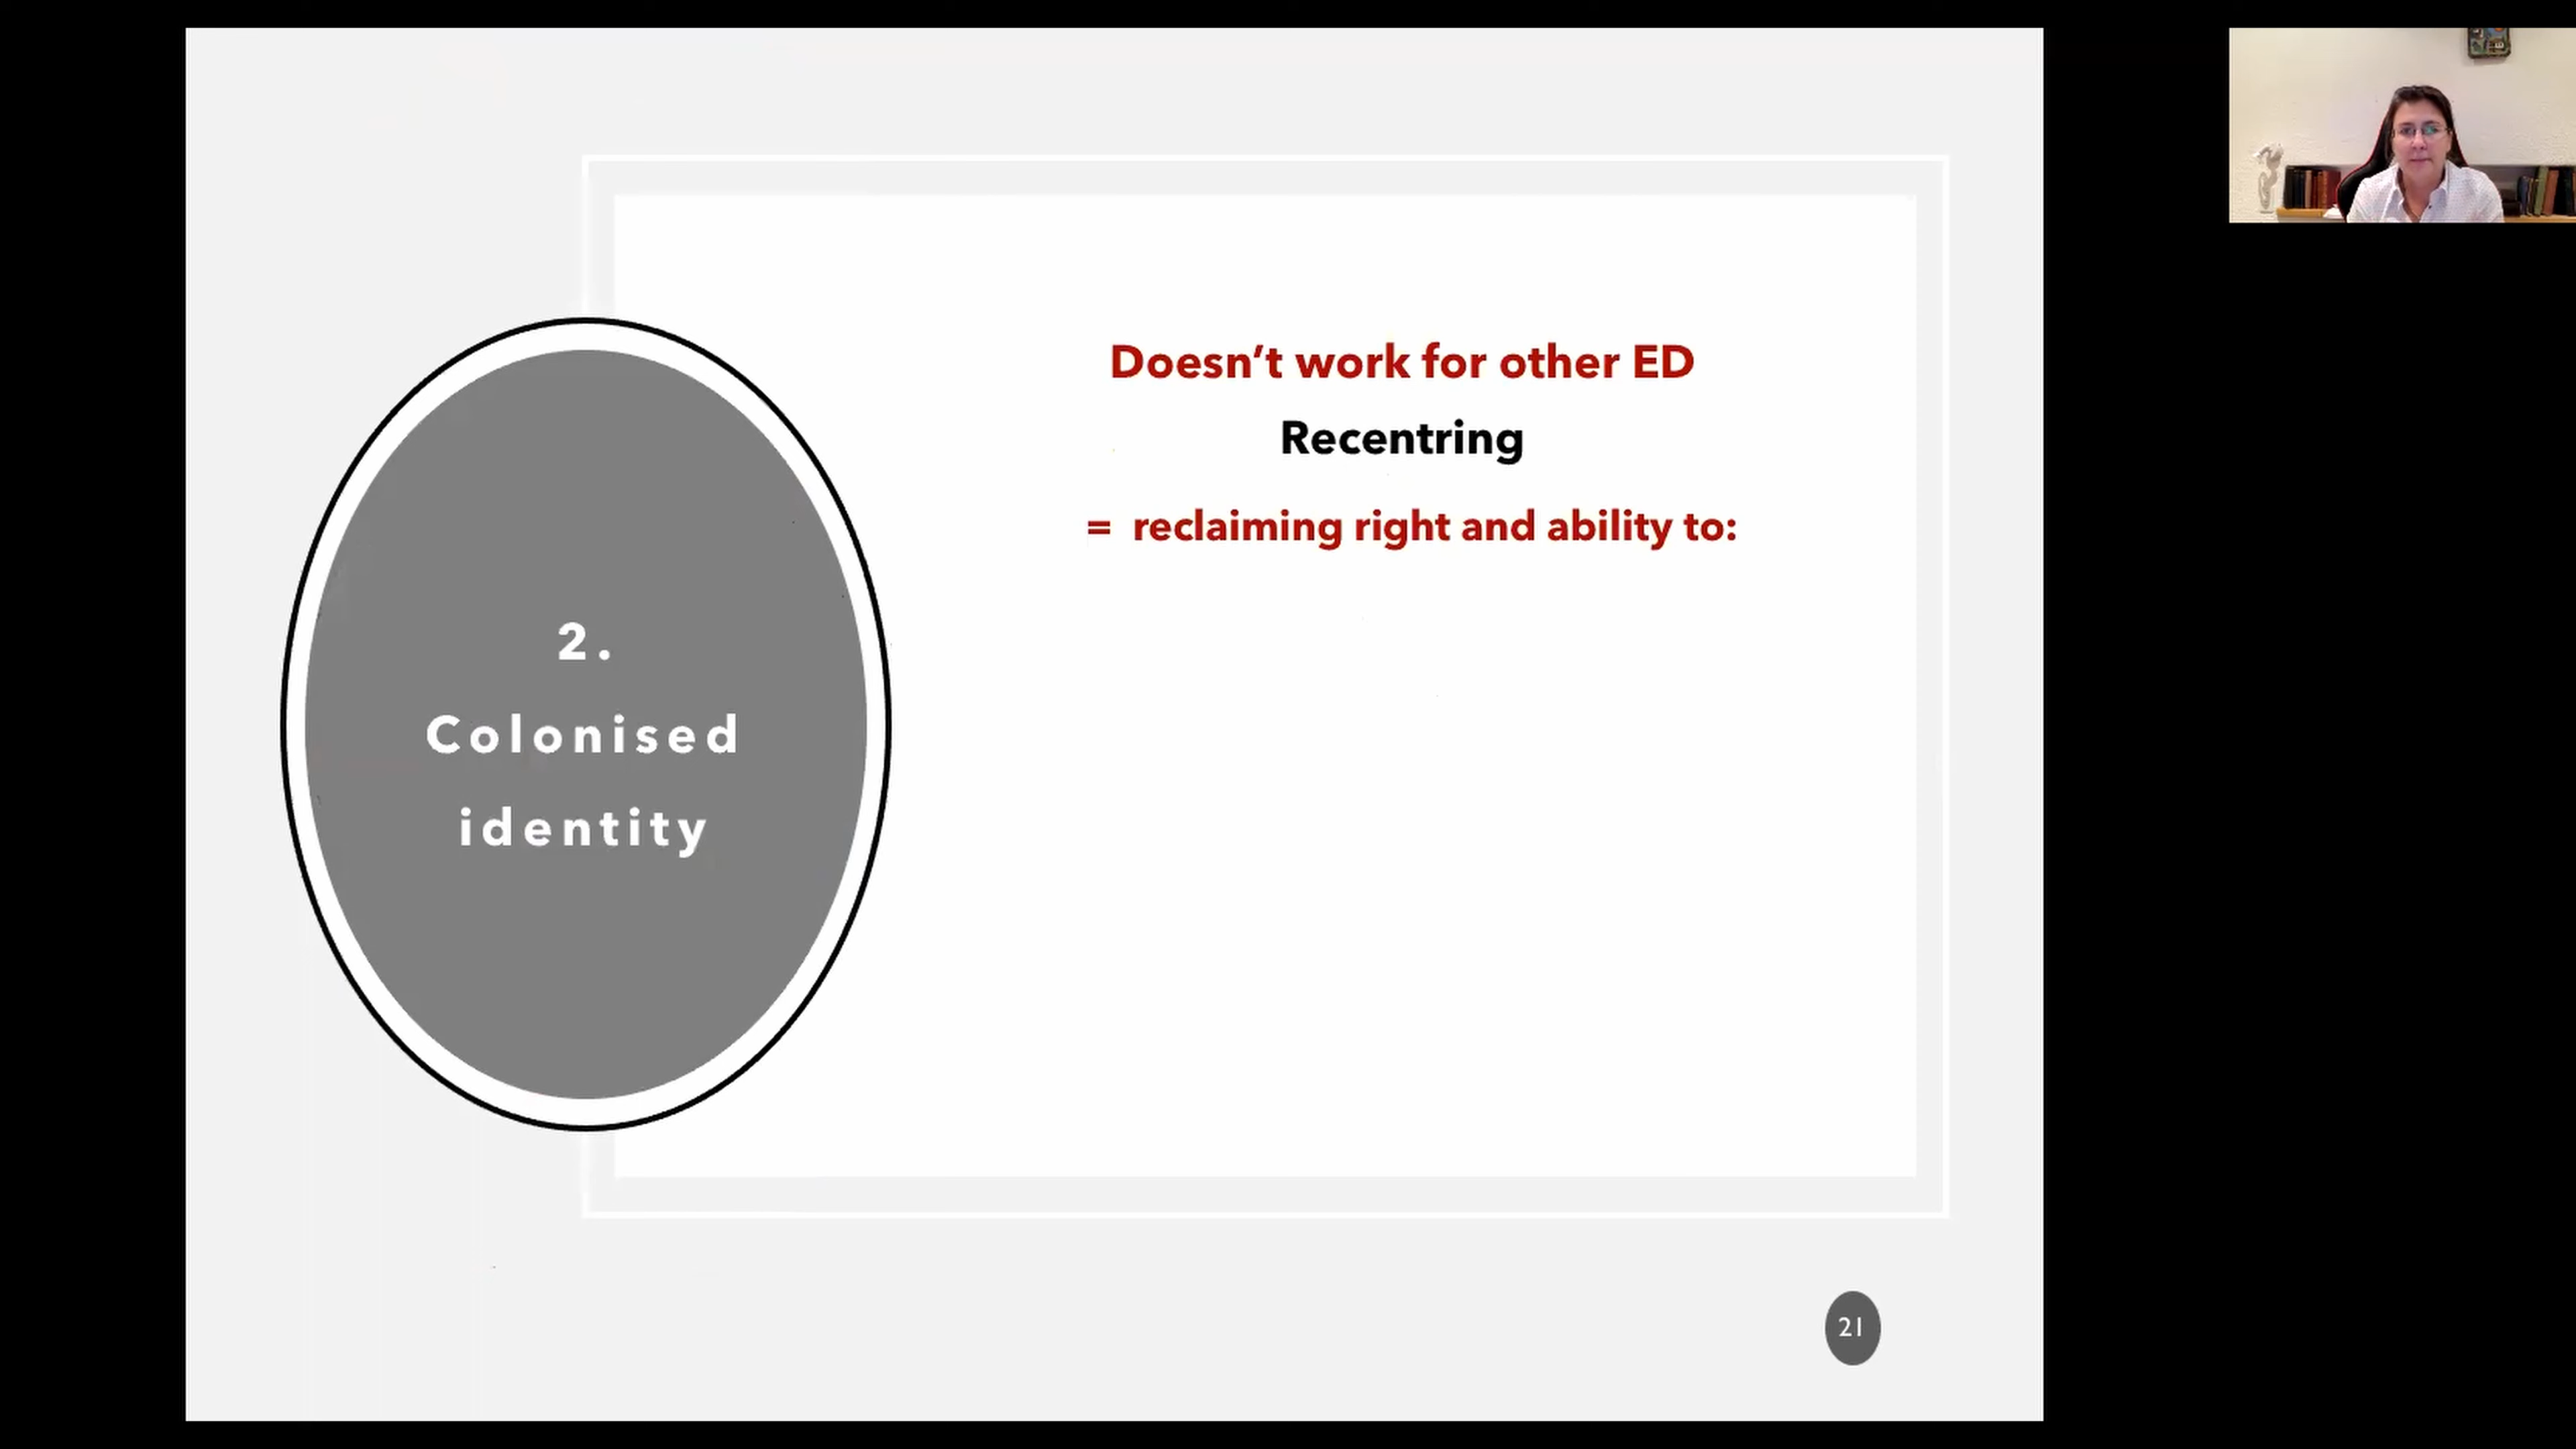 2.
Colonised
identity
Doesn’t work for other ED
Recentring
= reclaiming right and ability to:
21